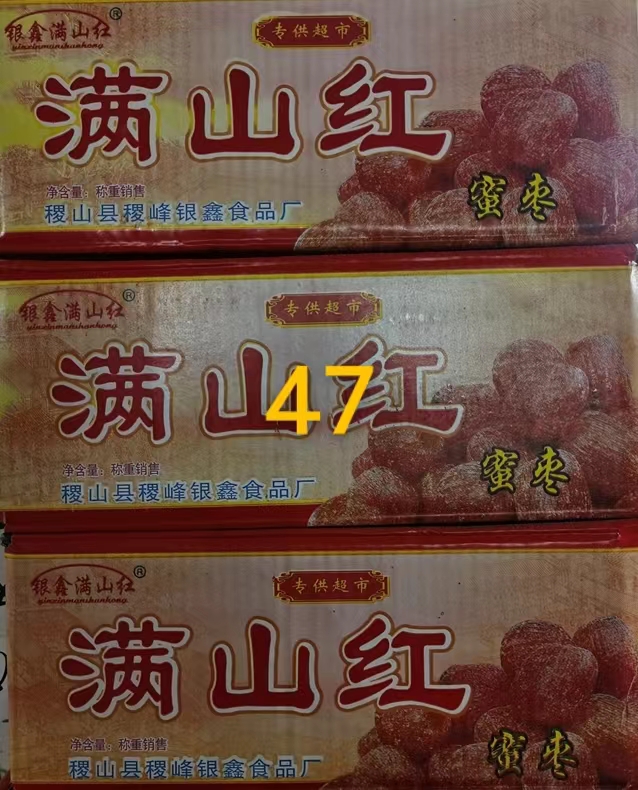 银鑫满山红®
yinxinmanshanhong
专供超市
满山红
净含量：称重销售
稷山县稷峰银鑫食品厂
蜜枣
银鑫满山红®
yinxinmanshanhong
专供超市
满山红
47
净含量：称重销售
稷山县稷峰银鑫食品厂
蜜枣
银鑫满山红®
yinxinmanshanhong
专供超市
满山红
净含量：称重销售
稷山县稷峰银鑫食品厂
蜜枣